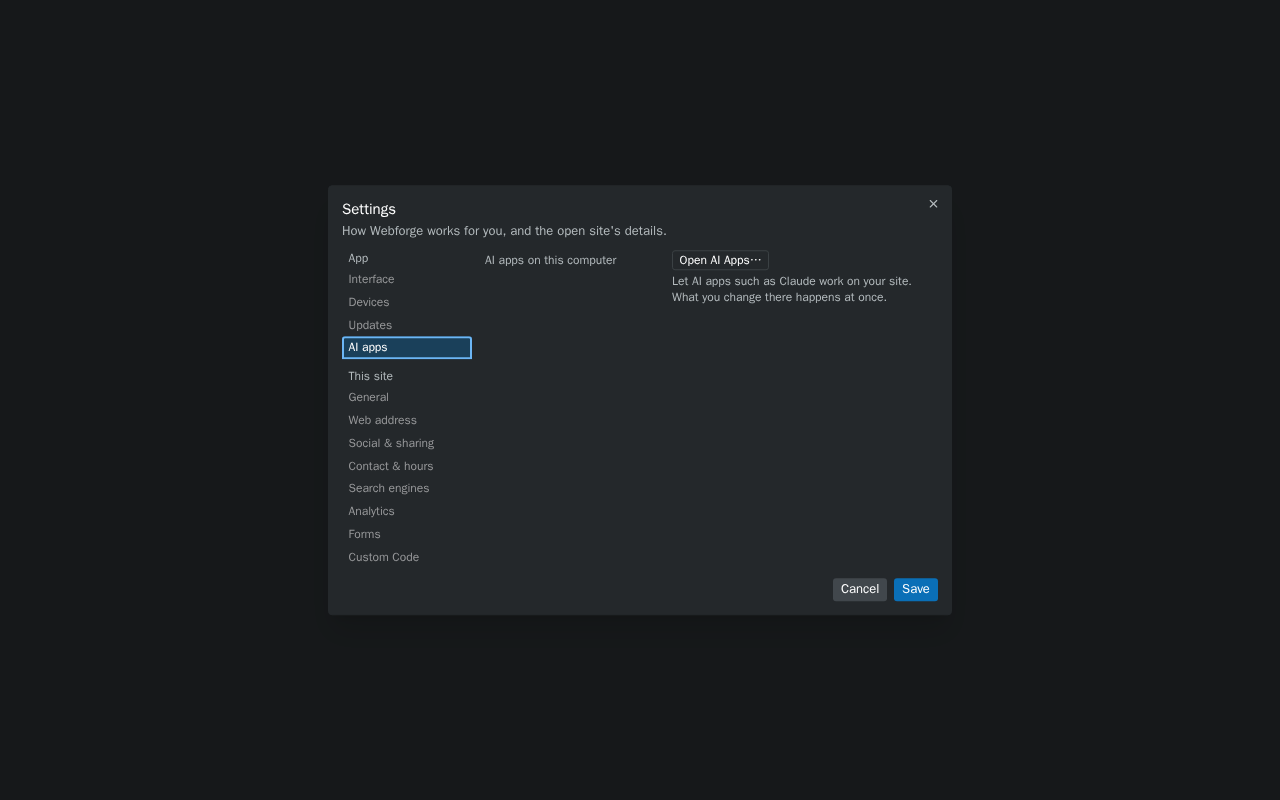 Settings
How Webforge works for you, and the open site's details.
App
Interface
Devices
Updates
AI apps
This site
General
Web address
Social & sharing
Contact & hours
Search engines
Analytics
Forms
Custom Code
AI apps on this computer
Open AI Apps···
Let AI apps such as Claude work on your site.
What you change there happens at once.
Cancel
Save